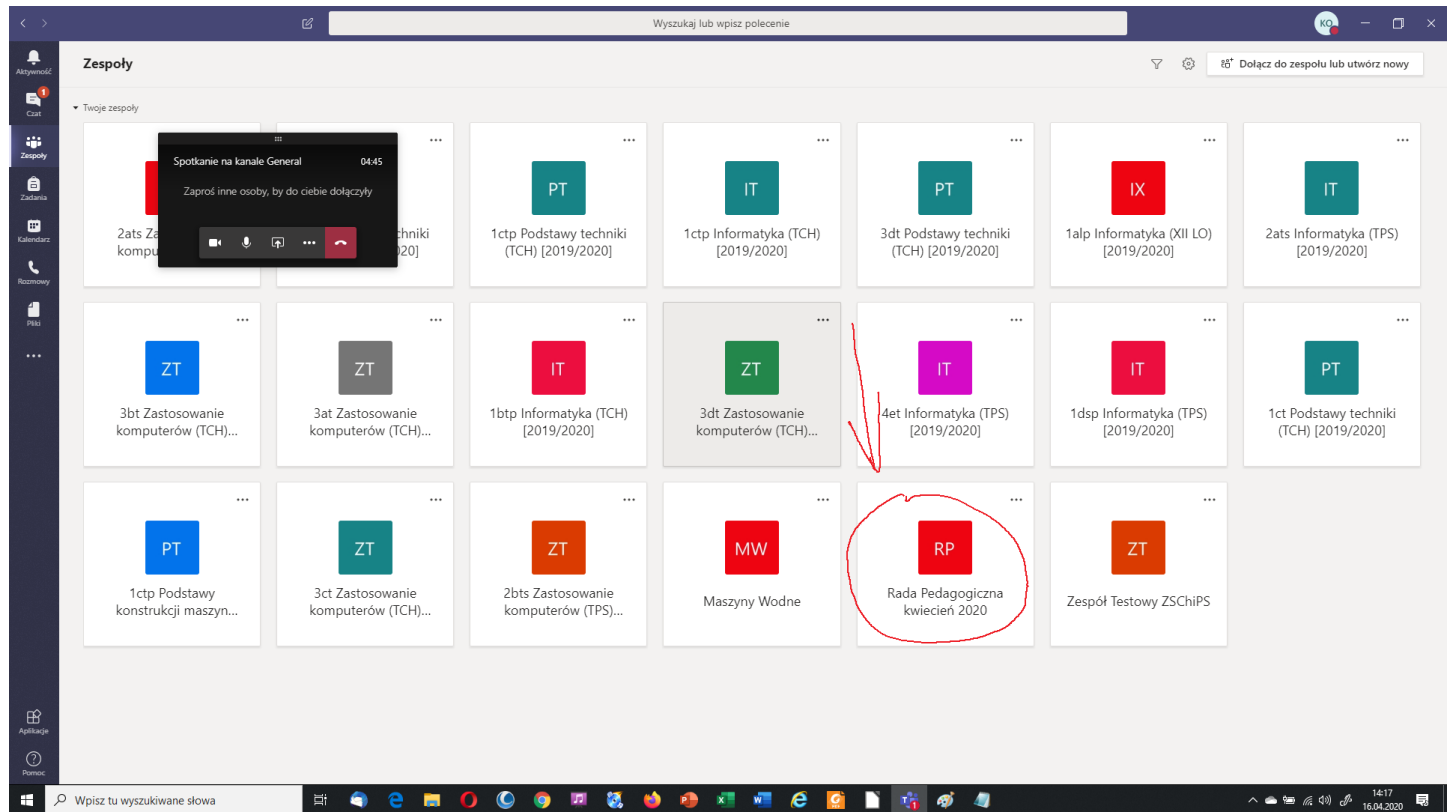 Wyszukaj lub wpisz polecenie
KO
Aktywność
Czat
1
Zespoły
Zadania
Kalendarz
Rozmowy
Pliki
Aplikacje
Pomoc
Zespoły
Dołącz do zespołu lub utwórz nowy
Twoje zespoły
Spotkanie na kanale General 04:45
Zaproś inne osoby, by do ciebie dołączyły
2ats Za
kompu
chniki
020]
PT
1ctp Podstawy techniki
(TCH) [2019/2020]
IT
1ctp Informatyka (TCH)
[2019/2020]
PT
3dt Podstawy techniki
(TCH) [2019/2020]
IX
1alp Informatyka (XII LO)
[2019/2020]
IT
2ats Informatyka (TPS)
[2019/2020]
ZT
3bt Zastosowanie
komputerów (TCH)...
ZT
3at Zastosowanie
komputerów (TCH)...
IT
1btp Informatyka (TCH)
[2019/2020]
ZT
3dt Zastosowanie
komputerów (TCH)...
IT
4et Informatyka (TPS)
[2019/2020]
IT
1dsp Informatyka (TPS)
[2019/2020]
PT
1ct Podstawy techniki
(TCH) [2019/2020]
PT
1ctp Podstawy
konstrukcji maszyn...
ZT
3ct Zastosowanie
komputerów (TCH)...
ZT
2bts Zastosowanie
komputerów (TPS)...
MW
Maszyny Wodne
RP
Rada Pedagogiczna
kwiecień 2020
ZT
Zespół Testowy ZSChiPS
Wpisz tu wyszukiwane słowa
14:17
16.04.2020